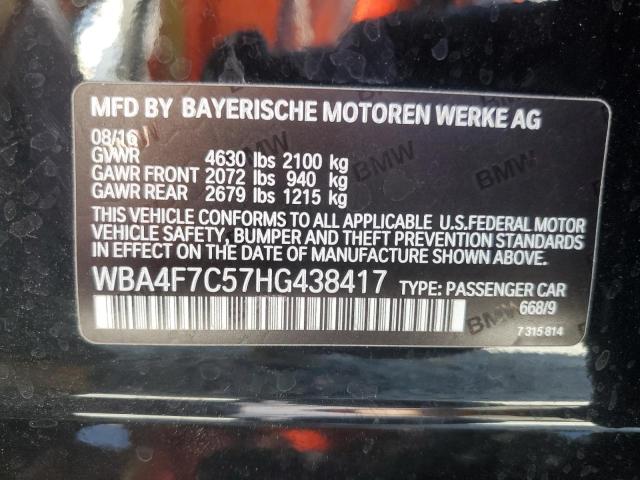 MFD BY BAYERISCHE MOTOREN WERKE AG
08/16
GVWR 4630 lbs 2100 kg
GAWR FRONT 2072 lbs 940 kg
GAWR REAR 2679 lbs 1215 kg
THIS VEHICLE CONFORMS TO ALL APPLICABLE U.S.FEDERAL MOTOR
VEHICLE SAFETY, BUMPER AND THEFT PREVENTION STANDARDS
IN EFFECT ON THE DATE OF MANUFACTURE SHOWN ABOVE.
WBA4F7C57HG438417 TYPE: PASSENGER CAR
668/9
7 315 814
BMW
BMW